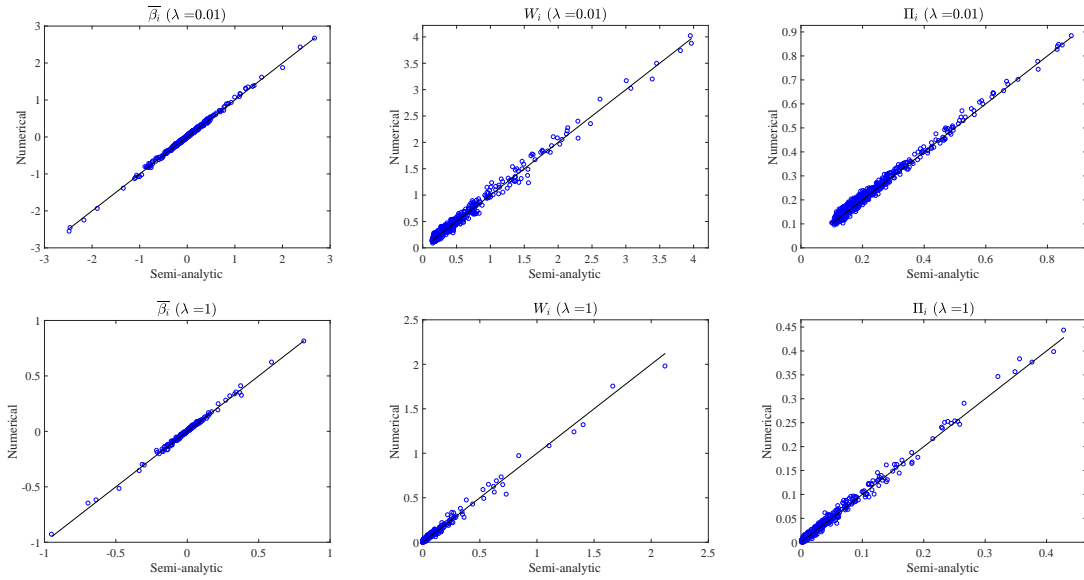 $\overline{\beta_i}$ (λ =0.01)
3
2
1
0
-1
-2
-3
Numerical
-3 -2 -1 0 1 2 3
Semi-analytic
$W_i$ (λ =0.01)
4
3.5
3
2.5
2
1.5
1
0.5
0
Numerical
0 0.5 1 1.5 2 2.5 3 3.5 4
Semi-analytic
$\Pi_i$ (λ =0.01)
0.9
0.8
0.7
0.6
0.5
0.4
0.3
0.2
0.1
0
Numerical
0 0.2 0.4 0.6 0.8
Semi-analytic
$\overline{\beta_i}$ (λ =1)
1
0.5
0
-0.5
-1
Numerical
-1 -0.5 0 0.5 1
Semi-analytic
$W_i$ (λ =1)
2.5
2
1.5
1
0.5
0
Numerical
0 0.5 1 1.5 2 2.5
Semi-analytic
$\Pi_i$ (λ =1)
0.45
0.4
0.35
0.3
0.25
0.2
0.15
0.1
0.05
0
Numerical
0 0.1 0.2 0.3 0.4
Semi-analytic